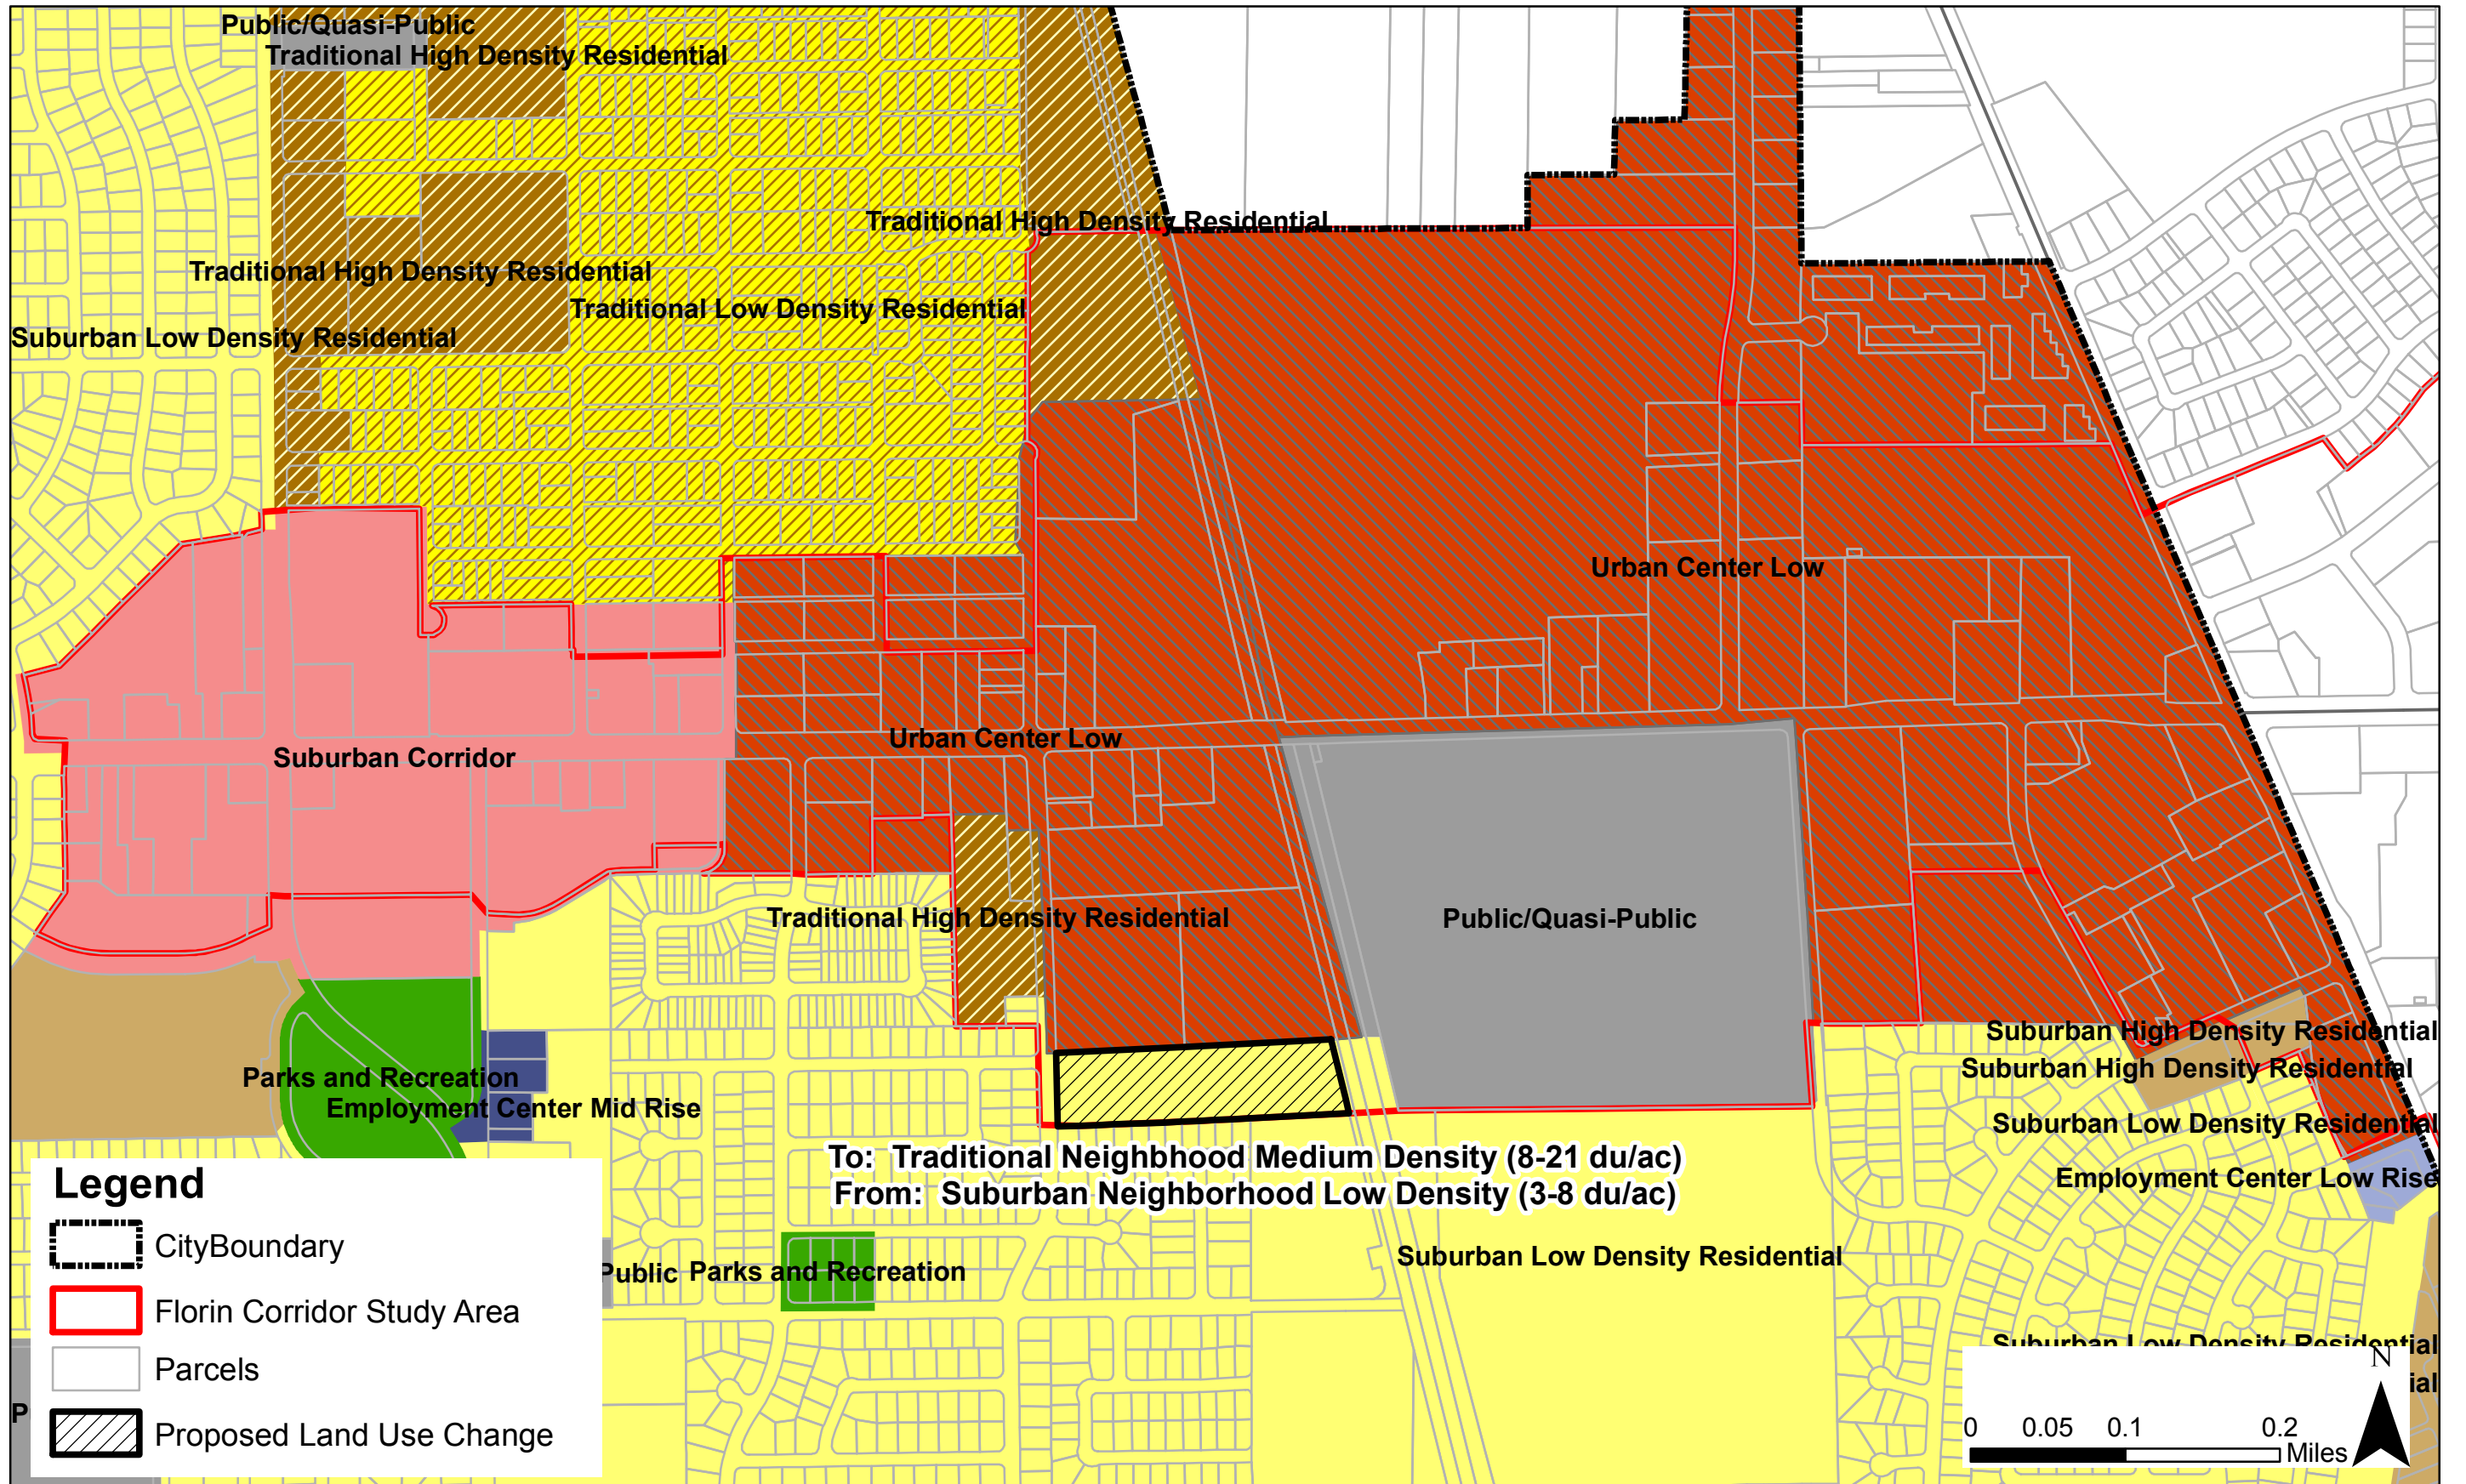 Public/Quasi-Public
Traditional High Density Residential
Traditional High Density Residential
Traditional High Density Residential
Traditional Low Density Residential
Suburban Low Density Residential
Urban Center Low
Urban Center Low
Suburban Corridor
Traditional High Density Residential
Public/Quasi-Public
Suburban High Density Residential
Suburban High Density Residential
Parks and Recreation
Employment Center Mid Rise
Suburban Low Density Residential
To: Traditional Neighbhood Medium Density (8-21 du/ac)
From: Suburban Neighborhood Low Density (3-8 du/ac)
Employment Center Low Rise
Suburban Low Density Residential
Public
Parks and Recreation
Suburban Low Density Residential
Legend
CityBoundary
Florin Corridor Study Area
Parcels
Proposed Land Use Change
N
0 0.05 0.1 0.2
Miles